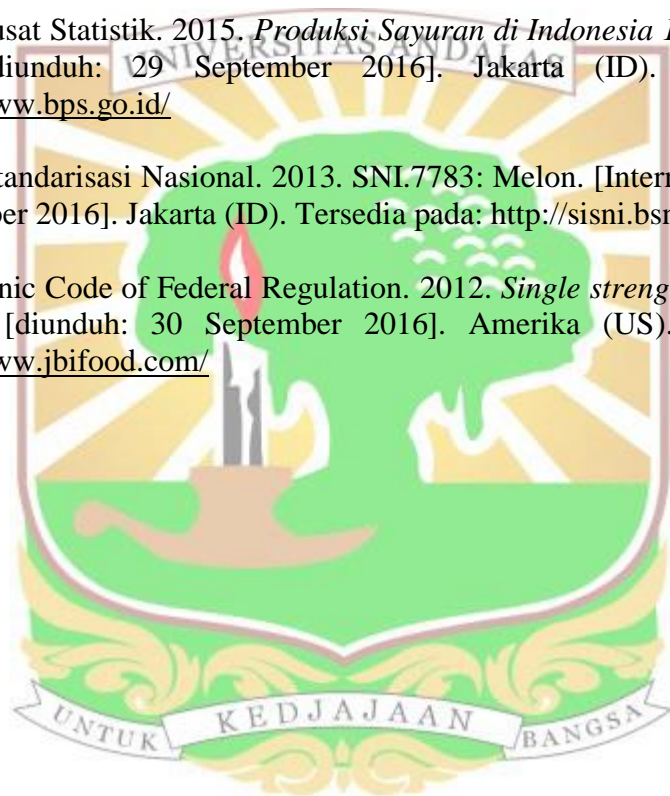 usat Statistik. 2015. Produksi Sayuran di Indonesia
diunduh: 29 September 2016]. Jakarta (ID).
ww.bps.go.id/
tandarisasi Nasional. 2013. SNI.7783: Melon. [Intern
ber 2016]. Jakarta (ID). Tersedia pada: http://sisni.bsn
nic Code of Federal Regulation. 2012. Single streng
[diunduh: 30 September 2016]. Amerika (US).
ww.jbifood.com/
UNIVERSITAS ANDALAS
UNTUK KEDJAJAAN BANGSA